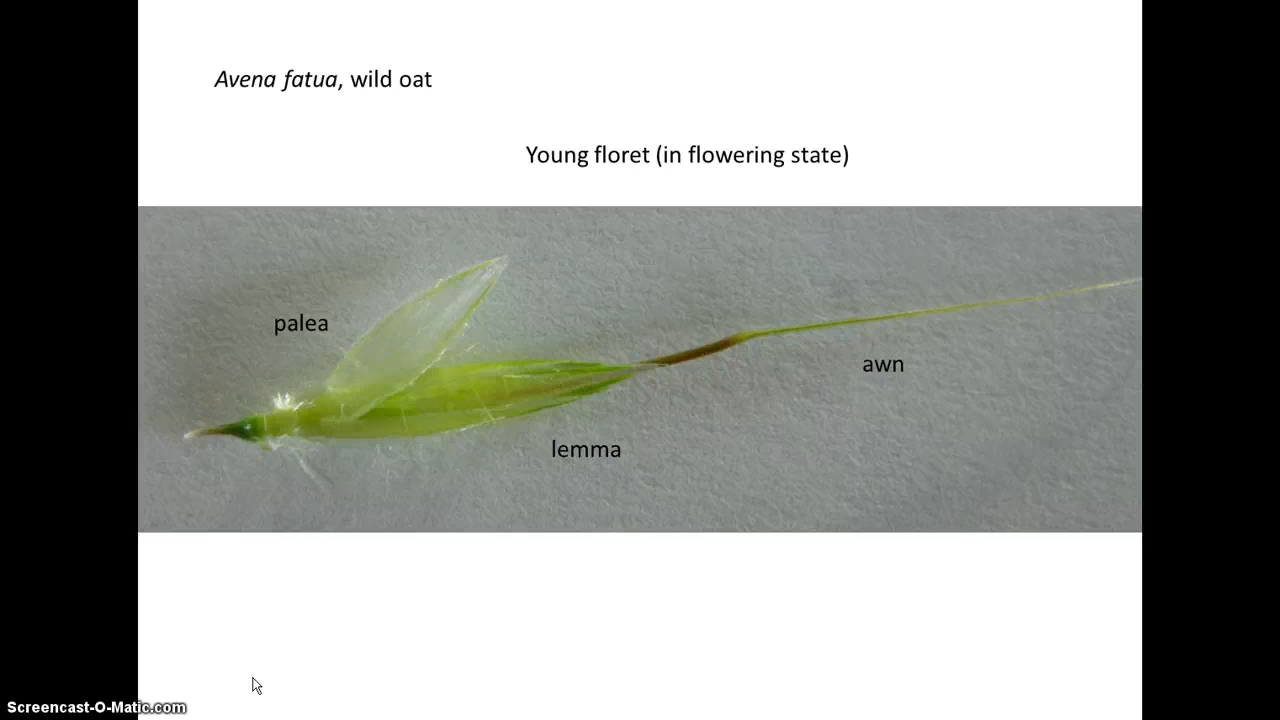 Avena fatua, wild oat
Young floret (in flowering state)
palea
awn
lemma
Screencast-O-Matic.com